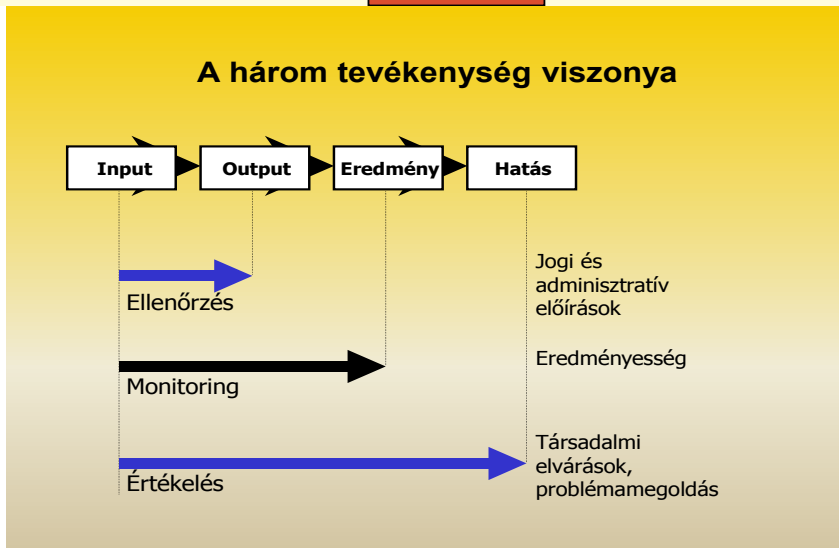 A három tevékenység viszonya
Input
Output
Eredmény
Hatás
Ellenőrzés
Jogi és
adminisztratív
előírások
Monitoring
Eredményesség
Értékelés
Társadalmi
elvárások,
problémamegoldás